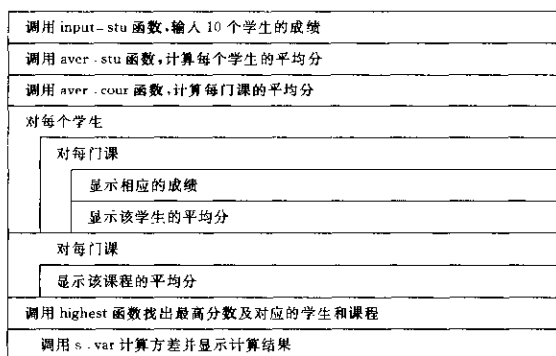 调用 input-stu 函数,输入 10 个学生的成绩
调用 aver-stu 函数,计算每个学生的平均分
调用 aver-cour 函数,计算每门课的平均分
对每个学生
对每门课
显示相应的成绩
显示该学生的平均分
对每门课
显示该课程的平均分
调用 highest 函数找出最高分数及对应的学生和课程
调用 s-var 计算方差并显示计算结果